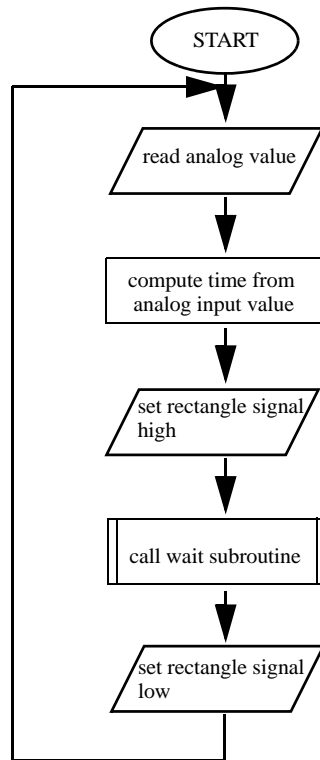 START
read analog value
compute time from
analog input value
set rectangle signal
high
call wait subroutine
set rectangle signal
low